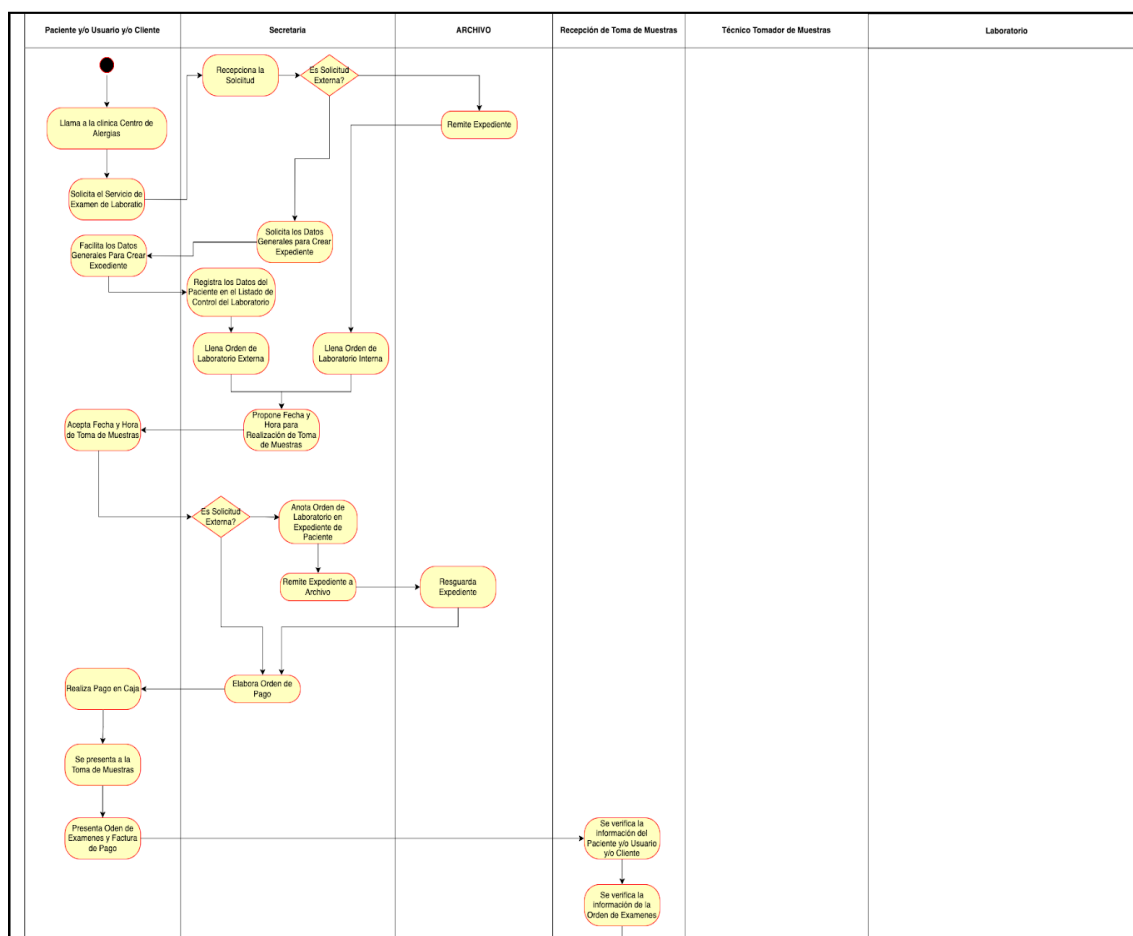 Paciente y/o Usuario y/o Cliente
Secretaria
ARCHIVO
Recepción de Toma de Muestras
Técnico Tomador de Muestras
Laboratorio
Recepciona la
Solciitud
Es Solicitud
Externa?
Llama a la clinica Centro de
Alergias
Remite Expediente
Solicita el Servicio de
Examen de Laboratio
Solicita los Datos
Generales para Crear
Expediente
Facilita los Datos
Generales Para Crear
Excediente
Registra los Datos del
Paciente en el Listado de
Control del Laboratorio
Llena Orden de
Laboratorio Externa
Llena Orden de
Laboratorio Interna
Propone Fecha y
Hora para
Realización de Toma
de Muestras
Acepta Fecha y Hora
de Toma de Muestras
Es Solicitud
Externa?
Anota Orden de
Laboratorio en
Expediente de
Paciente
Remite Expediente a
Archivo
Resguarda
Expediente
Elabora Orden de
Pago
Realiza Pago en Caja
Se presenta a la
Toma de Muestras
Presenta Oden de
Examenes y Factura
de Pago
Se verifica la
información del
Paciente y/o Usuario
y/o Cliente
Se verifica la
información de la
Orden de Examenes